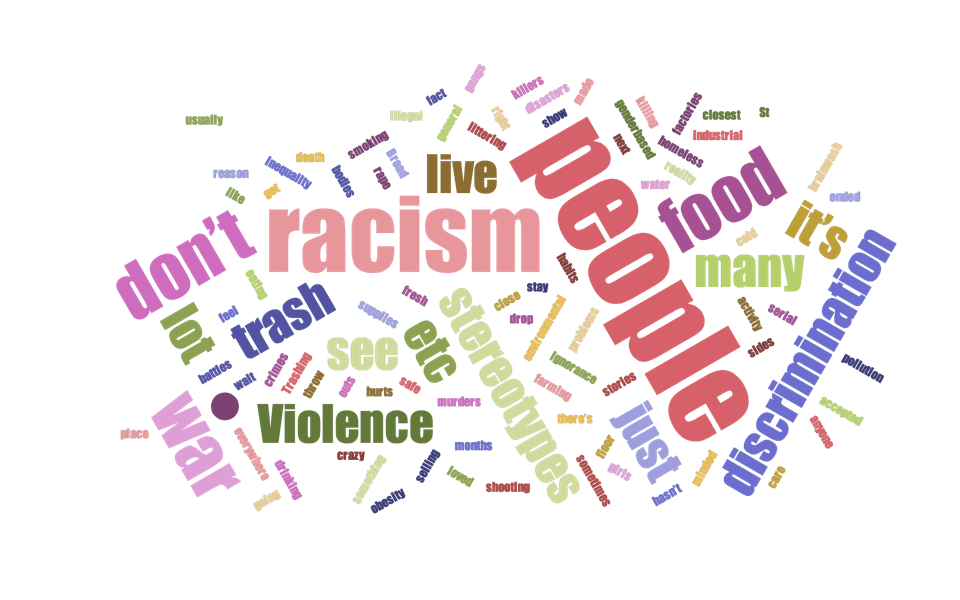 gangs
killers
disasters
made
fact
general
right
show
genderbased
killing
factories
closest
St
usually
Illegal
littering
next
Industrial
smoking
Broad
live
people
homeless
reality
brainwash
reason
inequality
death
bodies
rape
water
food
ended
like
got
racism
it's
cold
don't
many
discrimination
habits
eating
fresh
stay
close
lot
feel
trash
supplies
etc
stereotypes
drop
environmental
problems
activity
serial
see
sides
battles
wait
crimes
Trashing
throw
cuts
hurts
safe
ignorance
farming
stories
pollution
war
Violence
murders
there's
just
accepted
place
everywhere
crazy
months
floor
anyone
drinking
something
selling
loved
sometimes
girls
minded
care
going
obesity
shooting
hasn't